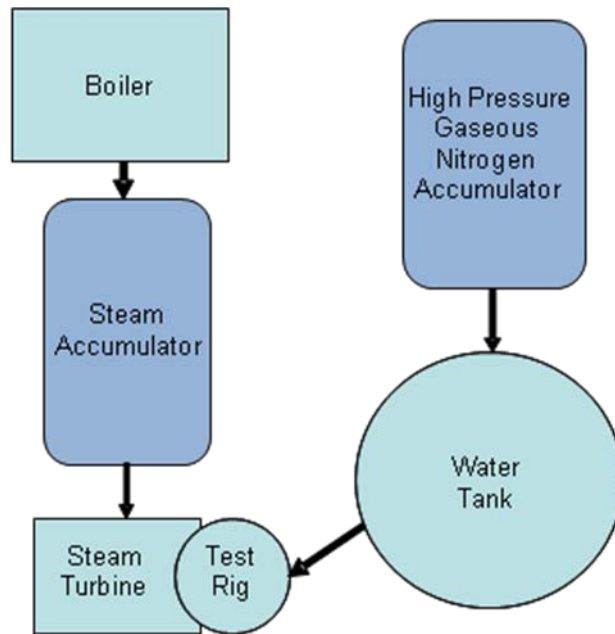 Boiler
High Pressure
Gaseous
Nitrogen
Accumulator
Steam
Accumulator
Water
Tank
Steam
Turbine
Test
Rig